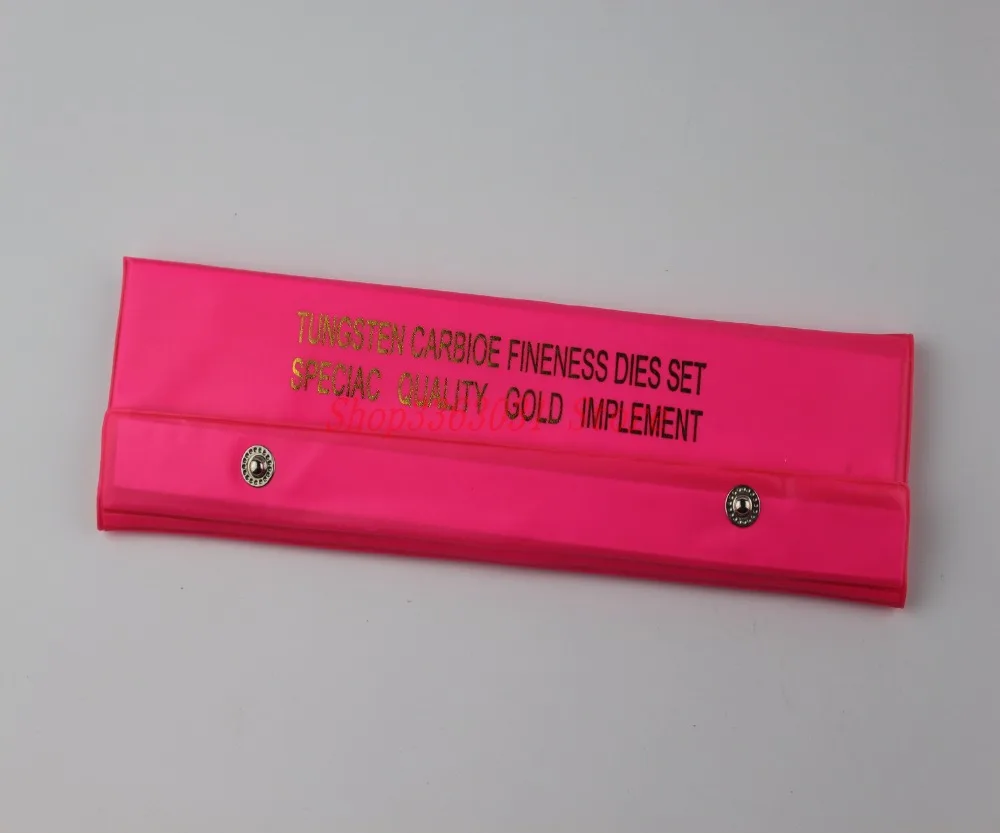 TUNGSTEN CARBIOE FINENESS DIES SET
SPECIAC QUALITY GOLD IMPLEMENT